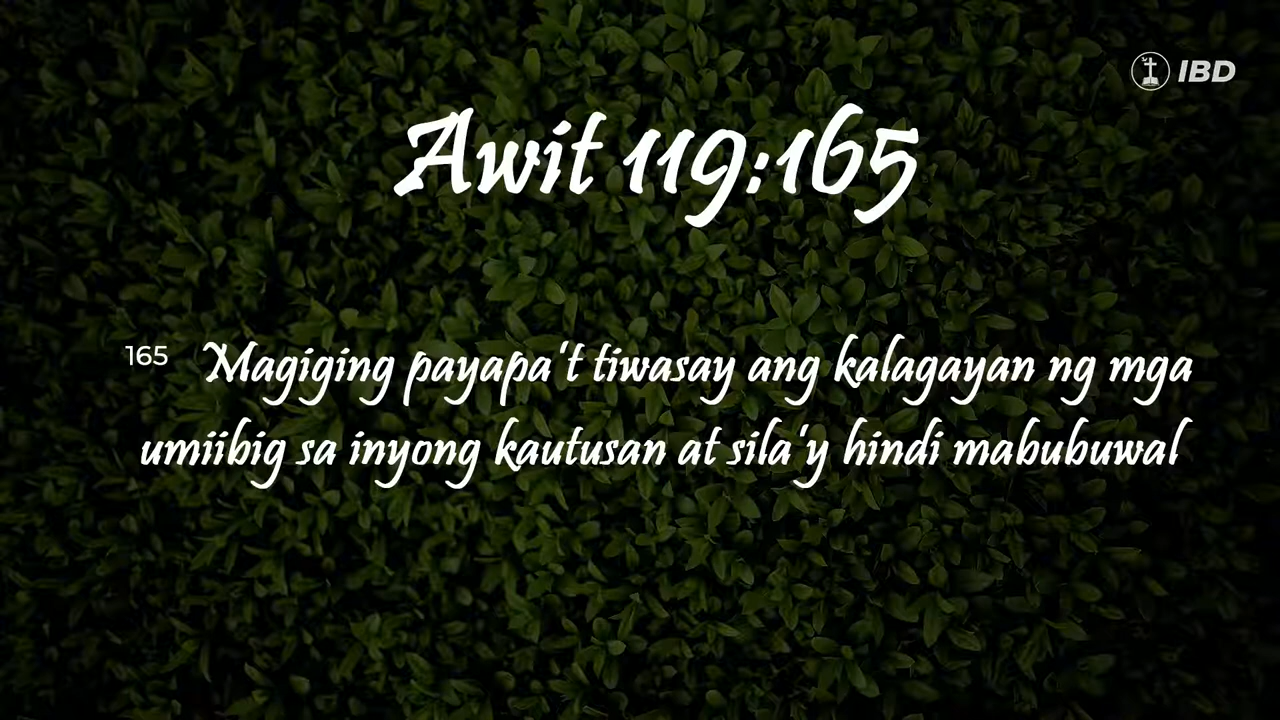 IBD
Awit 119:165
165 Magiging payapa't tiwasay ang kalagayan ng mga
umiibig sa inyong kautusan at sila'y hindi mabubuwal